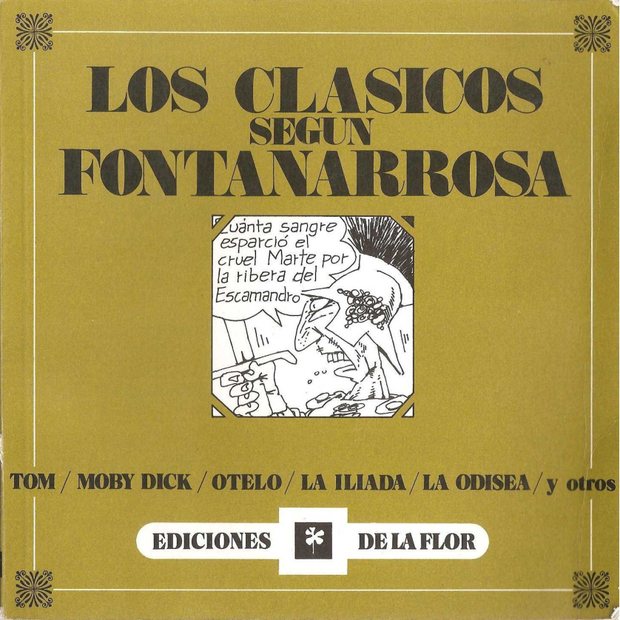 LOS CLASICOS
SEGUN
FONTANARROSA
Cuánta sangre
esparció el
cruel Marte por
la ribera del
Escamandro
TOM / MOBY DICK / OTELO / LA ILIADA / LA ODISEA / y otros
EDICIONES DE LA FLOR